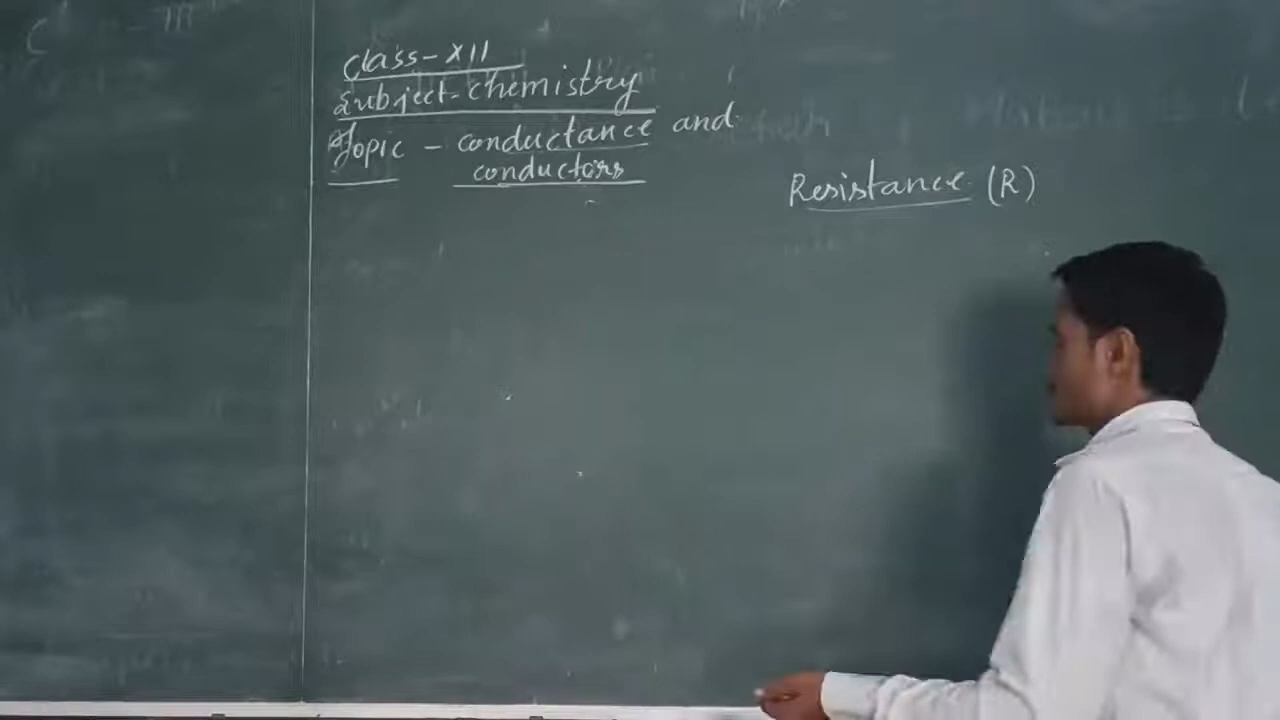 Class-XII
Subject-Chemistry
Topic - conductance and
conductors
Resistance (R)